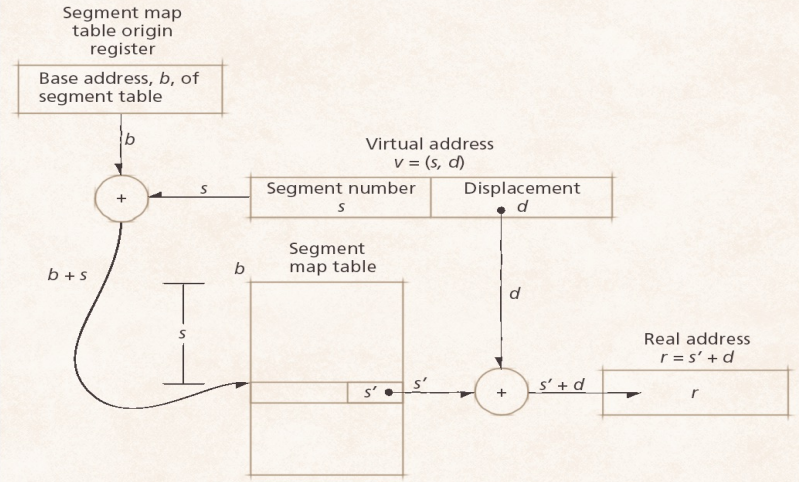 Segment map
table origin
register
Base address, b, of
segment table
b
Virtual address
v = (s, d)
+
s
Segment number
s
Displacement
d
b + s
b
Segment
map table
s
d
Real address
r = s′ + d
s′
s′
+
s′ + d
r